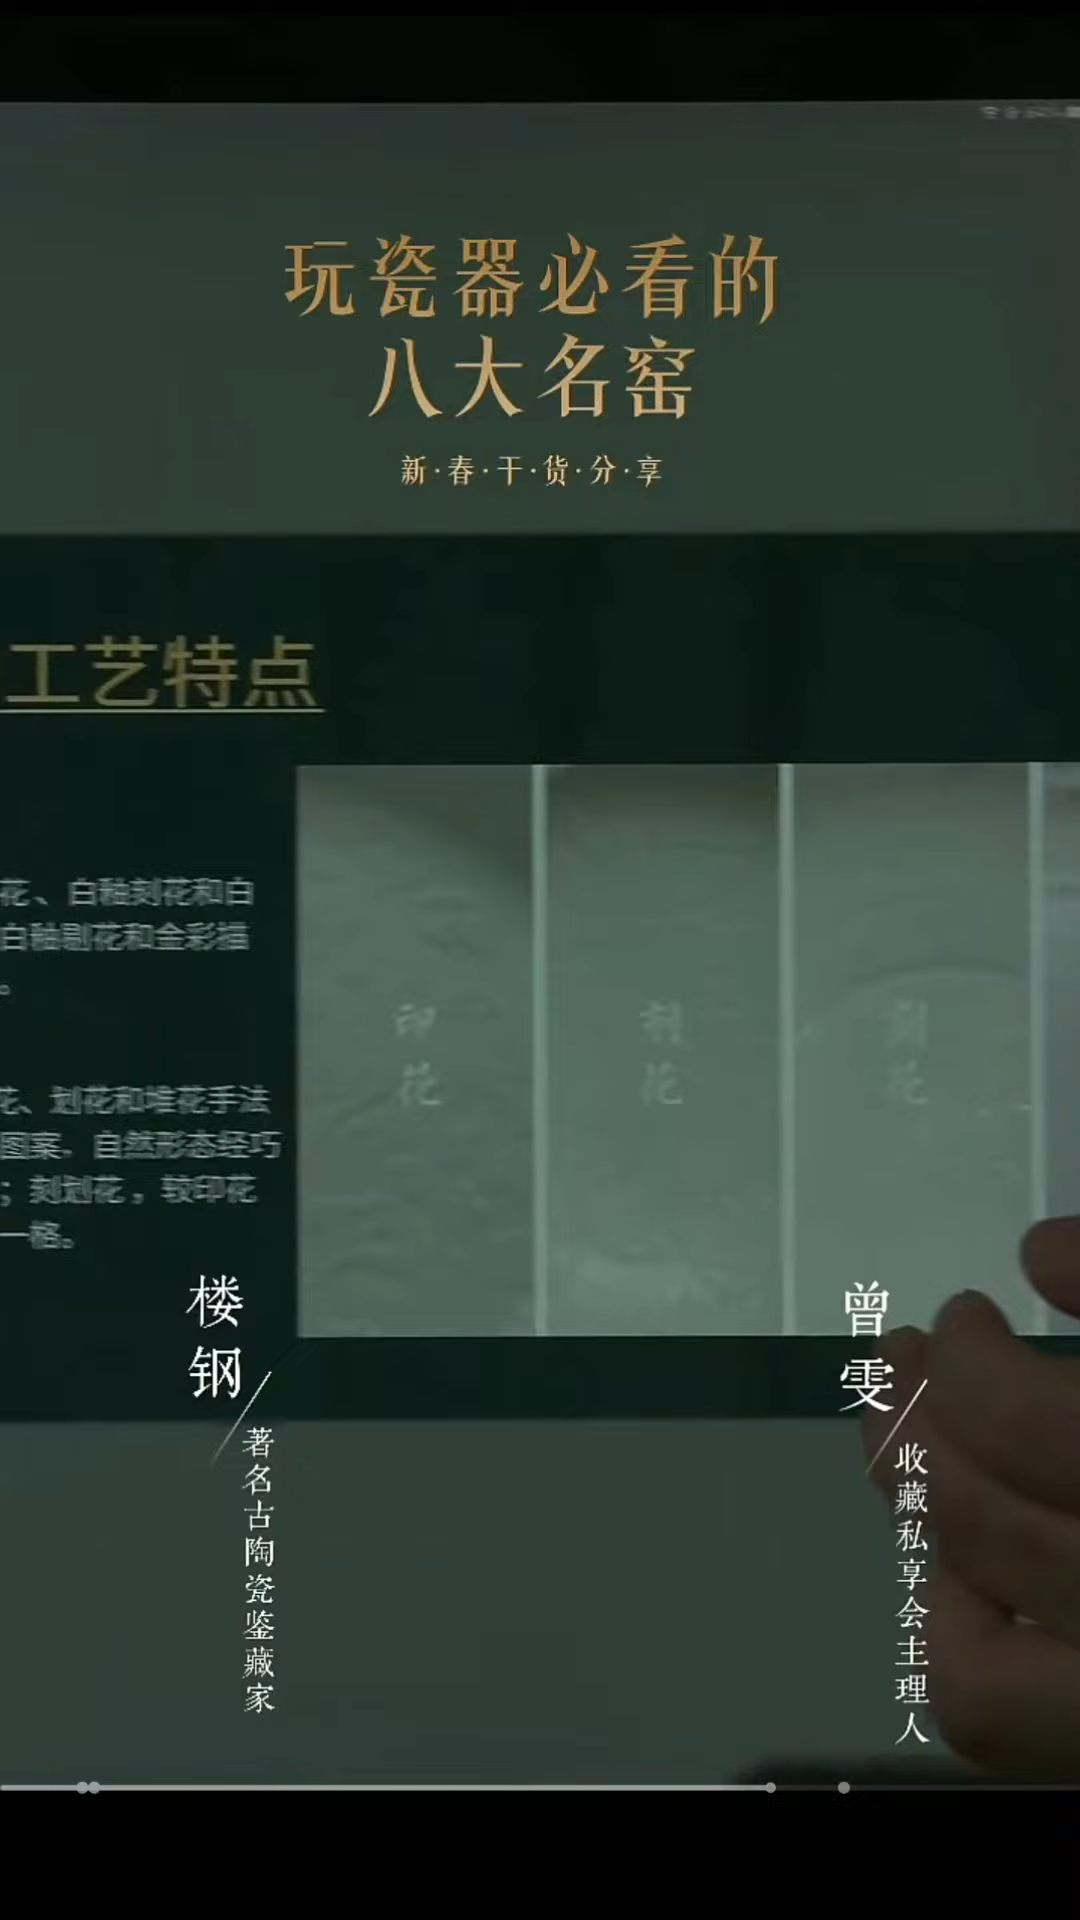 玩瓷器必看的
八大名窑
新·春·干·货·分·享
工艺特点
花、白釉刻花和白
白釉剔花和金彩描
。
花、划花和堆花手法
图案，自然形态经巧
；刻划花，较印花
一格。
印花
刻花
剔花
楼钢
著名古陶瓷鉴藏家
曾雯
收藏私享会主理人